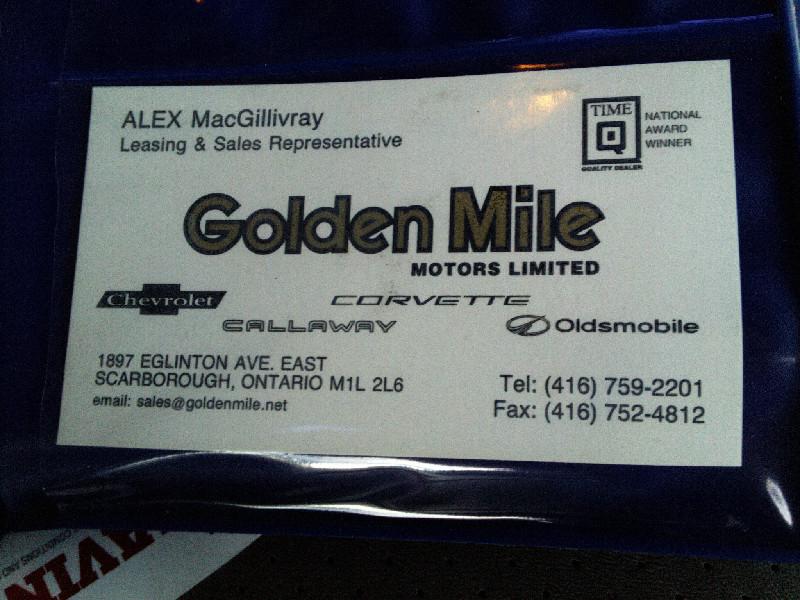 ALEX MacGillivray
Leasing & Sales Representative
TIME
Q
QUALITY DEALER
NATIONAL
AWARD
WINNER
Golden Mile
MOTORS LIMITED
Chevrolet
CORVETTE
CALLAWAY
Oldsmobile
1897 EGLINTON AVE. EAST
SCARBOROUGH, ONTARIO M1L 2L6
email: sales@goldenmile.net
Tel: (416) 759-2201
Fax: (416) 752-4812